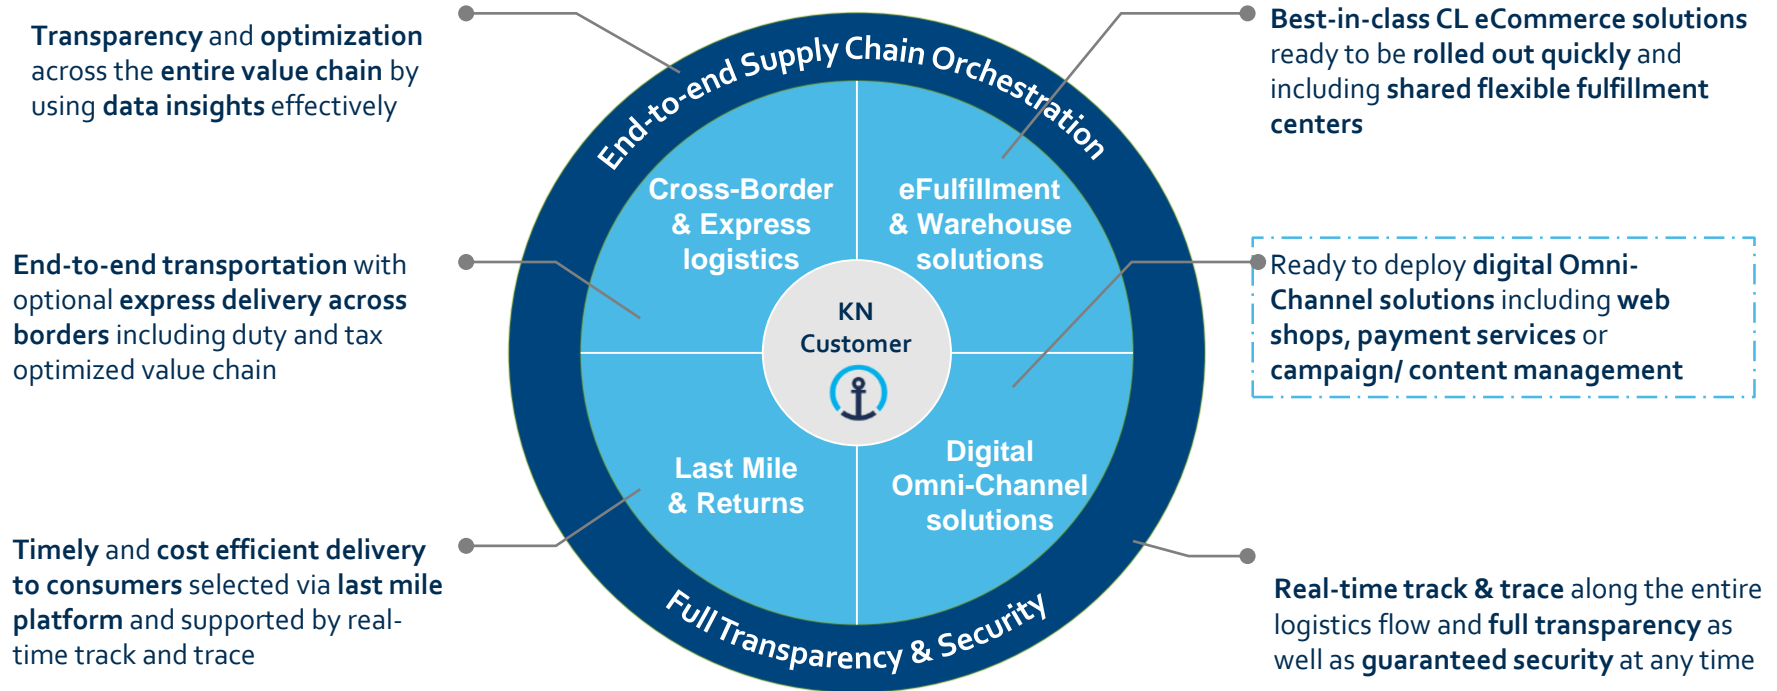 Transparency and optimization
across the entire value chain by
using data insights effectively
End-to-end transportation with
optional express delivery across
borders including duty and tax
optimized value chain
Timely and cost efficient delivery
to consumers selected via last mile
platform and supported by real-
time track and trace
End-to-end Supply Chain Orchestration
Cross-Border
& Express
logistics
eFulfillment
& Warehouse
solutions
KN
Customer
Last Mile
& Returns
Digital
Omni-Channel
solutions
Full Transparency & Security
Best-in-class CL eCommerce solutions
ready to be rolled out quickly and
including shared flexible fulfillment
centers
Ready to deploy digital Omni-
Channel solutions including web
shops, payment services or
campaign/ content management
Real-time track & trace along the entire
logistics flow and full transparency as
well as guaranteed security at any time